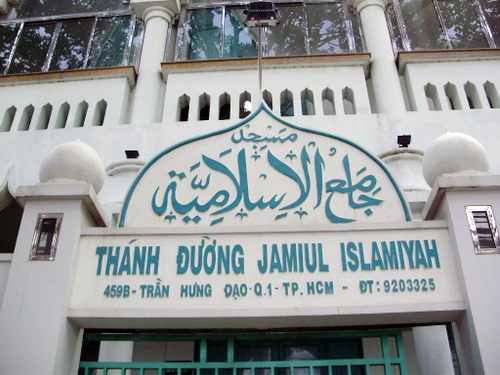 مسجد
جامع الإسلامية
THÁNH ĐƯỜNG JAMIUL ISLAMIYAH
459B - TRẦN HƯNG ĐẠO - Q.1 - TP. HCM - ĐT: 9203325